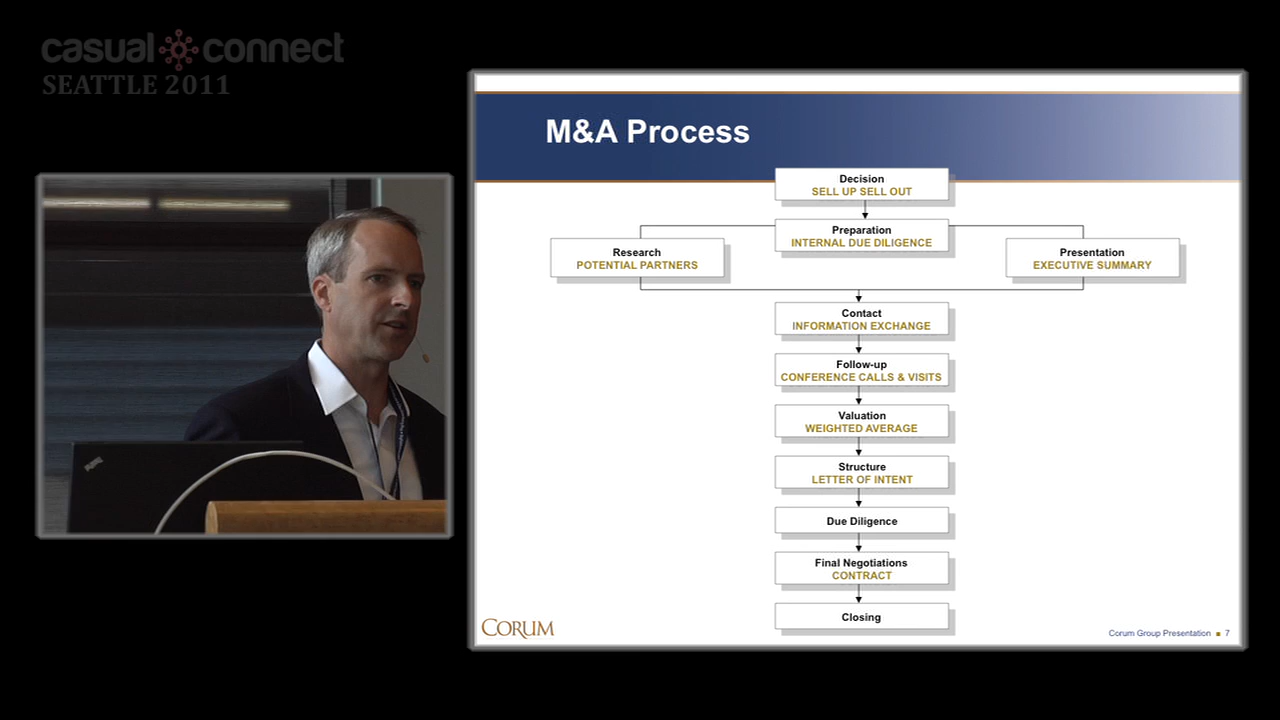 casual connect
SEATTLE 2011
M&A Process
Decision
SELL UP SELL OUT
Preparation
INTERNAL DUE DILIGENCE
Research
POTENTIAL PARTNERS
Presentation
EXECUTIVE SUMMARY
Contact
INFORMATION EXCHANGE
Follow-up
CONFERENCE CALLS & VISITS
Valuation
WEIGHTED AVERAGE
Structure
LETTER OF INTENT
Due Diligence
Final Negotiations
CONTRACT
Closing
CORUM
Corum Group Presentation ■ 7